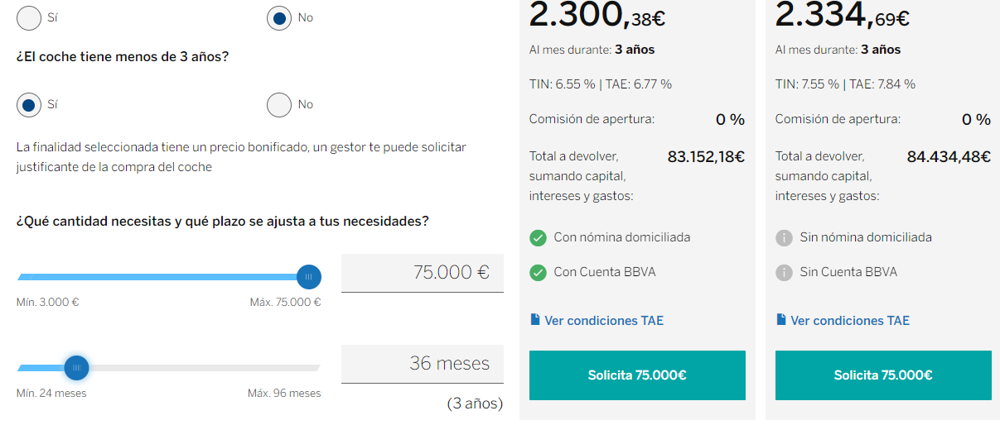 Sí
No
¿El coche tiene menos de 3 años?
Sí
No
La finalidad seleccionada tiene un precio bonificado, un gestor te puede solicitar
justificante de la compra del coche
¿Qué cantidad necesitas y qué plazo se ajusta a tus necesidades?
75.000 €
Mín. 3.000 €
Máx. 75.000 €
36 meses
Mín. 24 meses
Máx. 96 meses
(3 años)
2.300,38€
Al mes durante: 3 años
TIN: 6.55 % | TAE: 6.77 %
Comisión de apertura:
0 %
Total a devolver,
sumando capital,
intereses y gastos:
83.152,18€
Con nómina domiciliada
Con Cuenta BBVA
Ver condiciones TAE
Solicita 75.000€
2.334,69€
Al mes durante: 3 años
TIN: 7.55 % | TAE: 7.84 %
Comisión de apertura:
0 %
Total a devolver,
sumando capital,
intereses y gastos:
84.434,48€
Sin nómina domiciliada
Sin Cuenta BBVA
Ver condiciones TAE
Solicita 75.000€